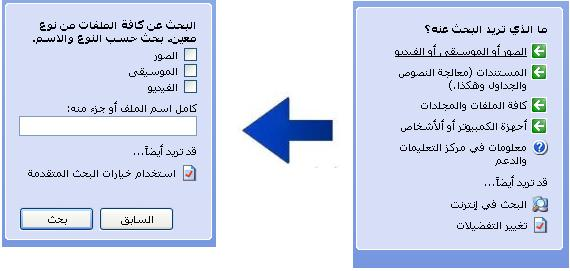 ما الذي تريد البحث عنه؟
الصور أو الموسيقى أو الفيديو
المستندات (معالجة النصوص
والجداول وهكذا.)
كافة الملفات والمجلدات
أجهزة الكمبيوتر أو ألأشخاص
معلومات في مركز التعليمات
والدعم
قد تريد أيضاً...
البحث في إنترنت
تغيير التفضيلات
البحث عن كافة الملفات من نوع
معين، بحث حسب النوع والاسم.
الصور
الموسيقى
الفيديو
كامل اسم الملف أو جزء منه:
قد تريد أيضاً...
استخدام خيارات البحث المتقدمة
السابق
بحث